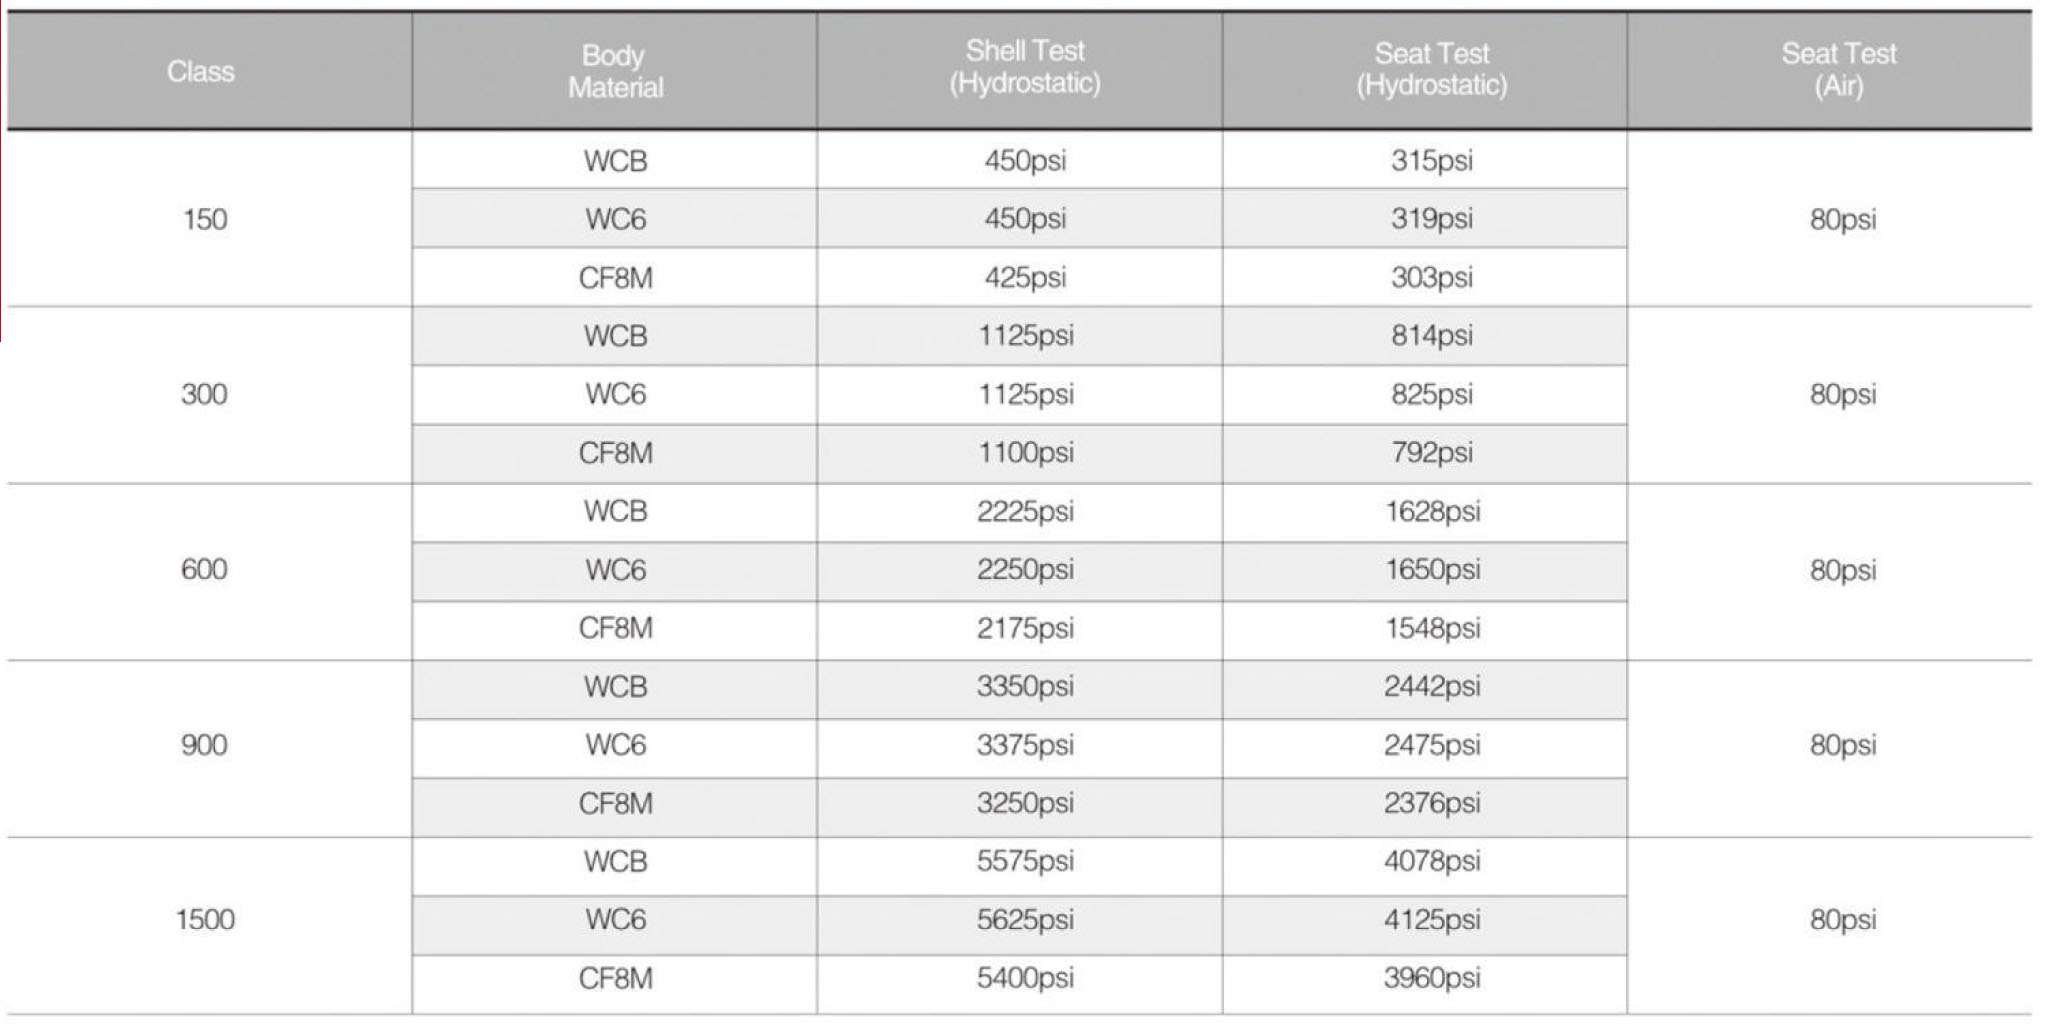 Class
Body
Material
Shell Test
(Hydrostatic)
Seat Test
(Hydrostatic)
Seat Test
(Air)
150
WCB
450psi
315psi
80psi
WC6
450psi
319psi
CF8M
425psi
303psi
300
WCB
1125psi
814psi
80psi
WC6
1125psi
825psi
CF8M
1100psi
792psi
600
WCB
2225psi
1628psi
80psi
WC6
2250psi
1650psi
CF8M
2175psi
1548psi
900
WCB
3350psi
2442psi
80psi
WC6
3375psi
2475psi
CF8M
3250psi
2376psi
1500
WCB
5575psi
4078psi
80psi
WC6
5625psi
4125psi
CF8M
5400psi
3960psi